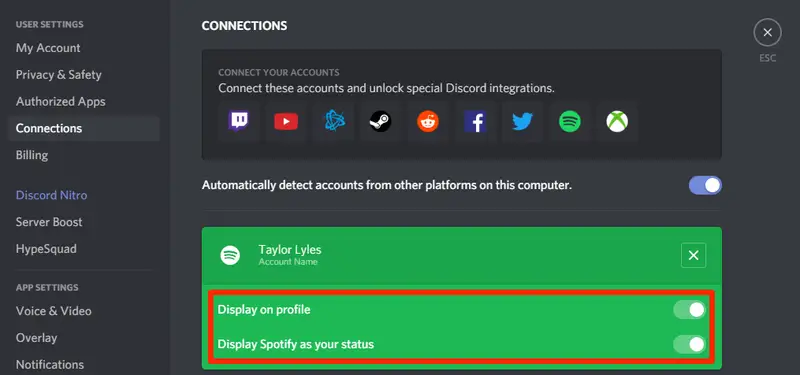 USER SETTINGS
My Account
Privacy & Safety
Authorized Apps
Connections
Billing
Discord Nitro
Server Boost
HypeSquad
APP SETTINGS
Voice & Video
Overlay
Notifications
CONNECTIONS
CONNECT YOUR ACCOUNTS
Connect these accounts and unlock special Discord integrations.
Automatically detect accounts from other platforms on this computer.
Taylor Lyles
Account Name
Display on profile
Display Spotify as your status
ESC